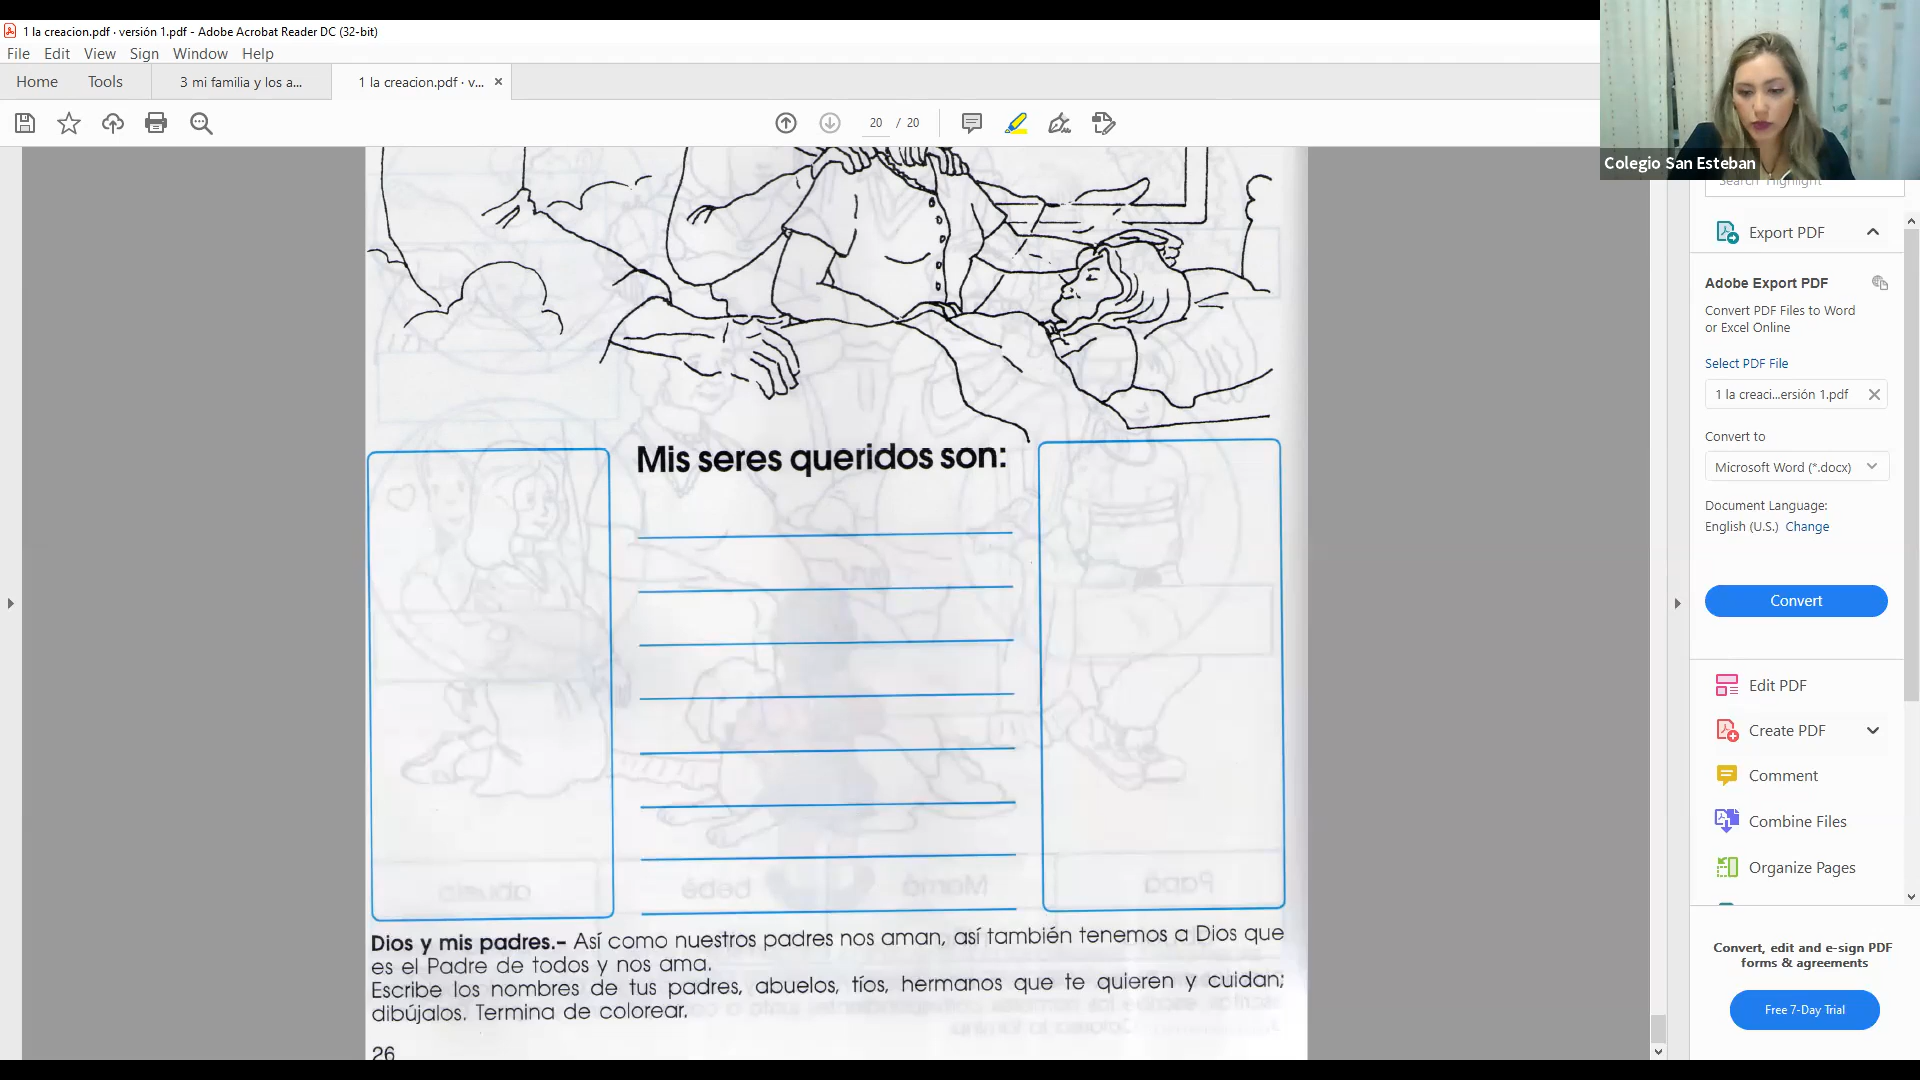 1 la creacion.pdf · versión 1.pdf - Adobe Acrobat Reader DC (32-bit)
File Edit View Sign Window Help
Home Tools 3 mi familia y los a... 1 la creacion.pdf · v... ×
20 / 20
Colegio San Esteban
Search 'Highlight'
Export PDF
Adobe Export PDF
Convert PDF Files to Word
or Excel Online
Select PDF File
1 la creaci...ersión 1.pdf
Convert to
Microsoft Word (*.docx)
Document Language:
English (U.S.) Change
Convert
Edit PDF
Create PDF
Comment
Combine Files
Organize Pages
Convert, edit and e-sign PDF
forms & agreements
Free 7-Day Trial
Mis seres queridos son:
abuela bebé Mamá Papá
Dios y mis padres.- Así como nuestros padres nos aman, así también tenemos a Dios que
es el Padre de todos y nos ama.
Escribe los nombres de tus padres, abuelos, tíos, hermanos que te quieren y cuidan;
dibújalos. Termina de colorear.
26